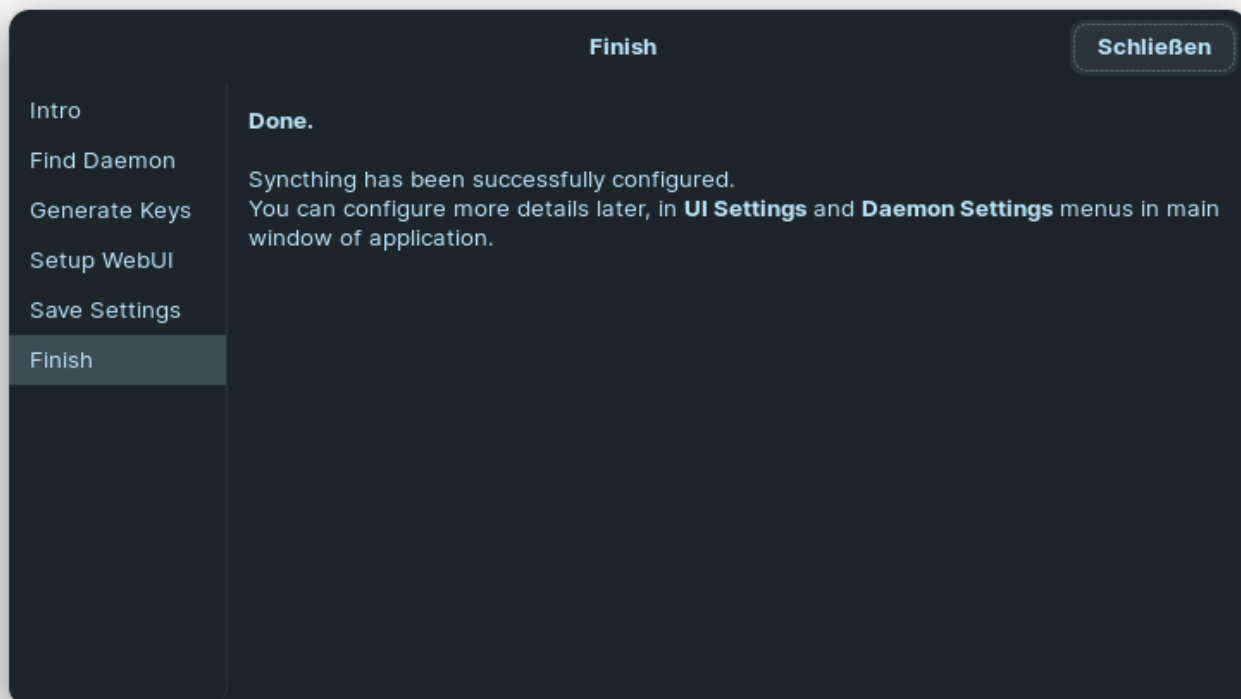 Finish
Schließen
Intro
Find Daemon
Generate Keys
Setup WebUI
Save Settings
Finish
Done.
Syncthing has been successfully configured.
You can configure more details later, in UI Settings and Daemon Settings menus in main
window of application.